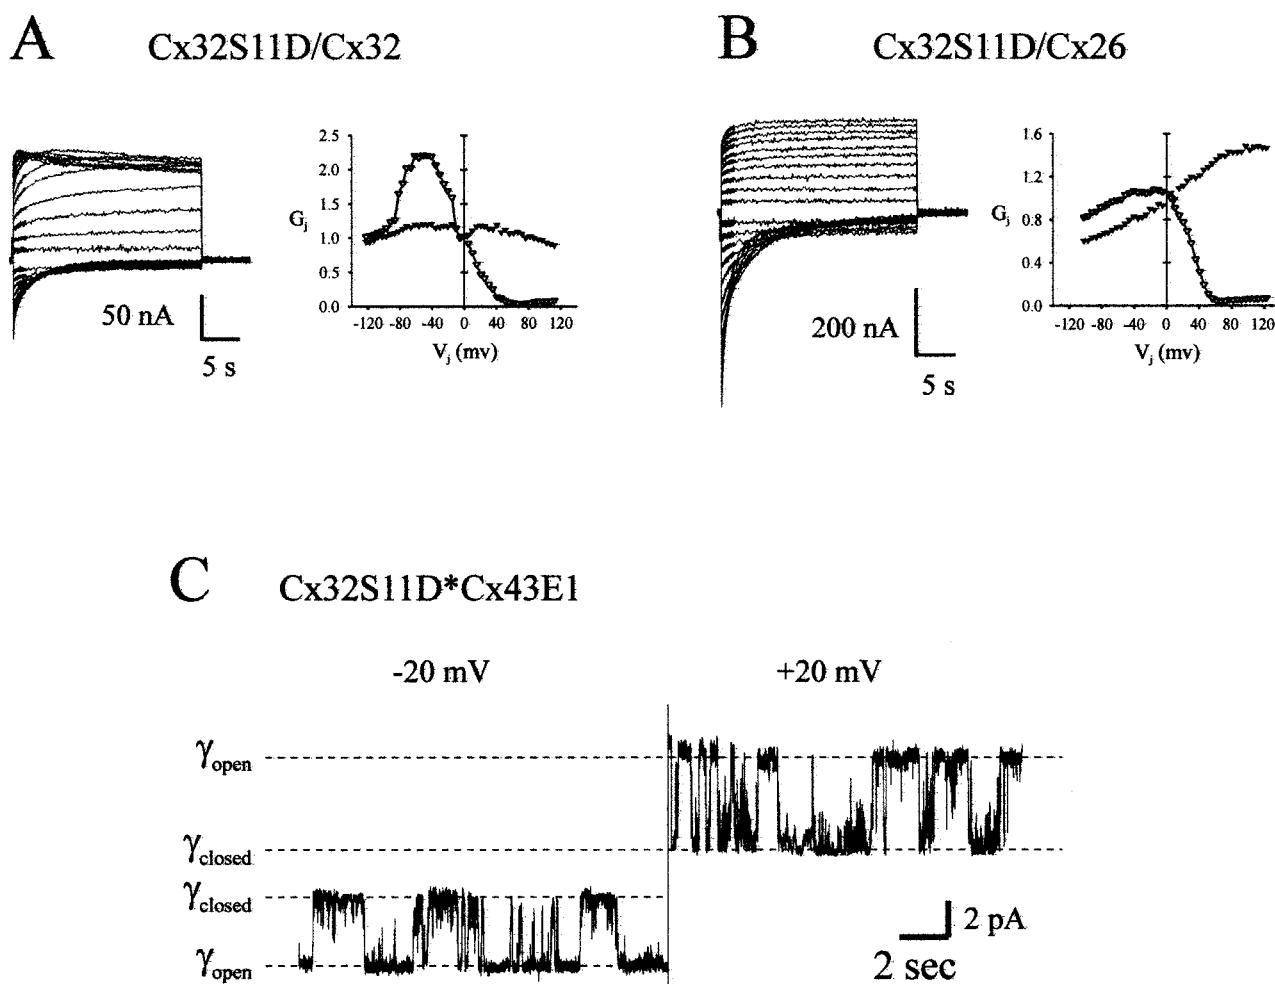 A Cx32S11D/Cx32
B Cx32S11D/Cx26
2.5
2.0
1.5
Gj
1.0
0.5
0.0
-120 -80 -40 0 40 80 120
Vj (mv)
50 nA
5 s
1.6
1.2
Gj
0.8
0.4
0.0
-120 -80 -40 0 40 80 120
Vj (mv)
200 nA
5 s
C Cx32S11D*Cx43E1
-20 mV
+20 mV
γopen
γclosed
γclosed
γopen
2 pA
2 sec